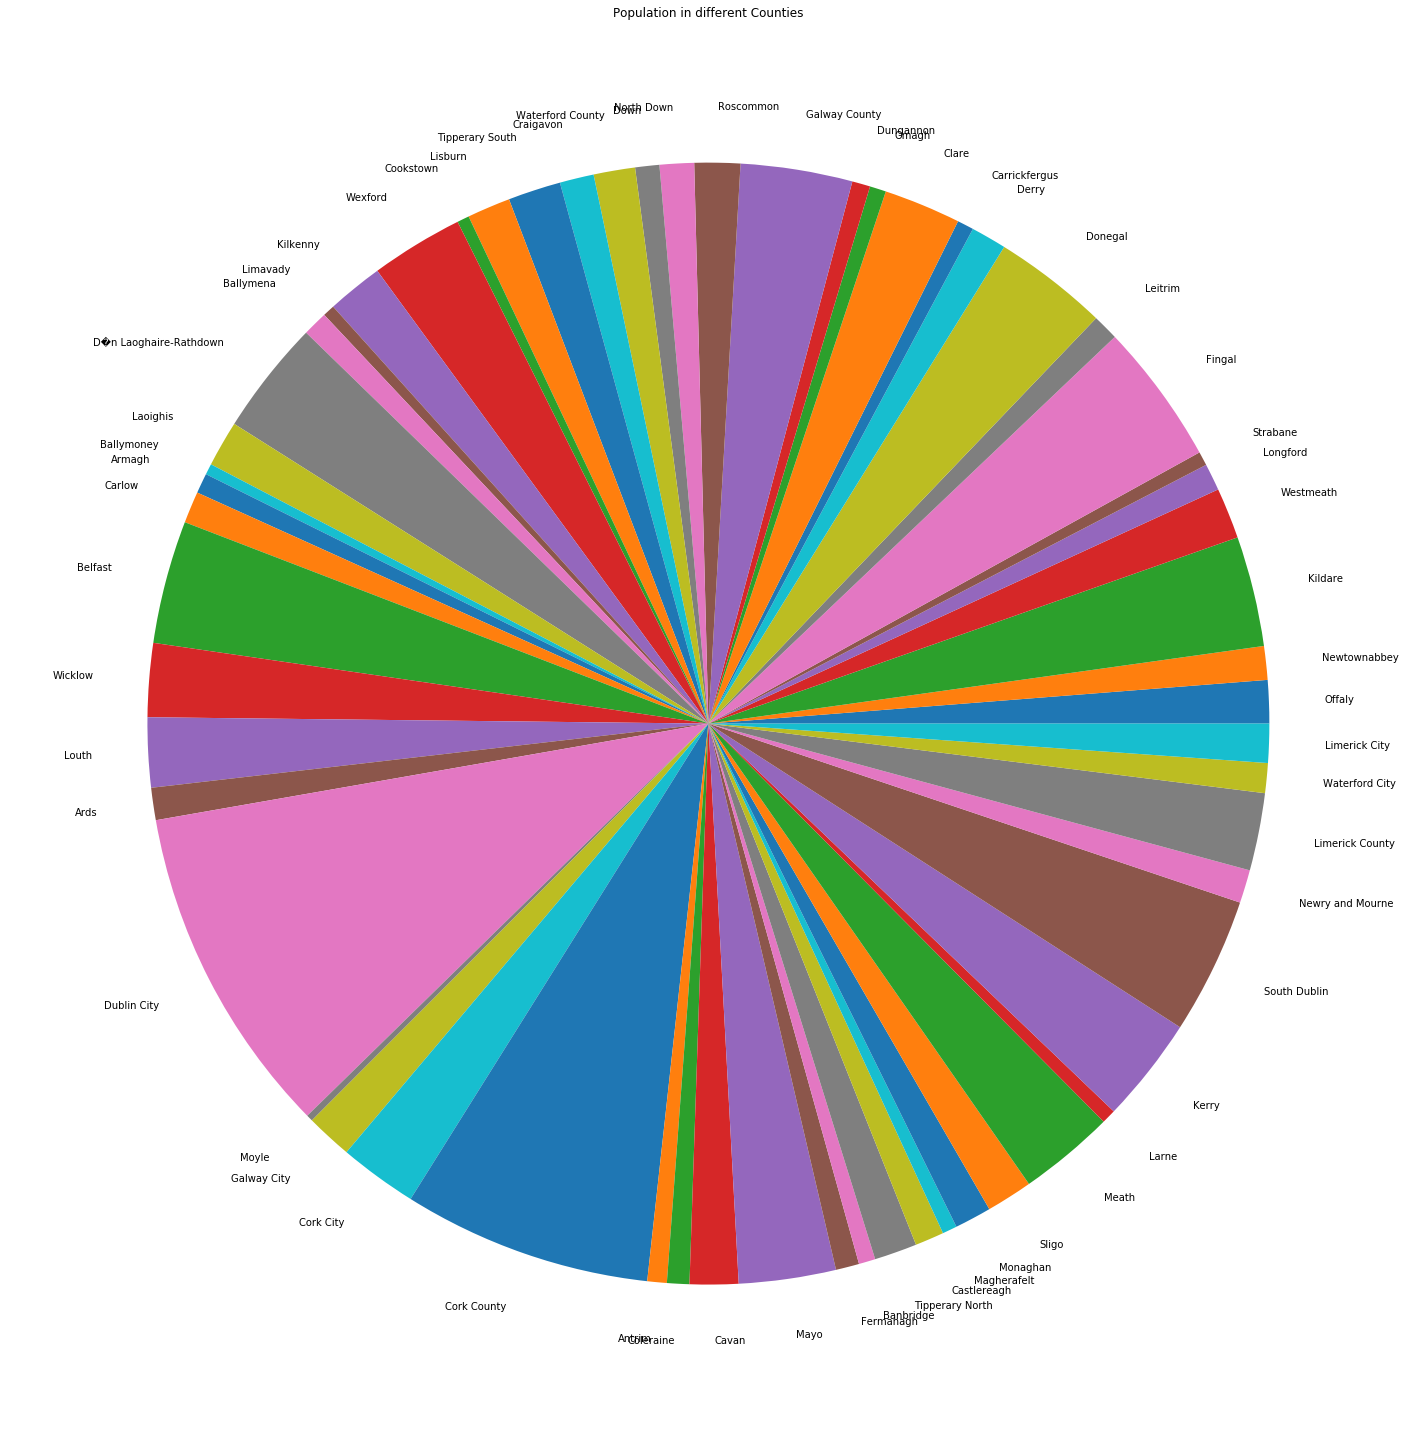 Population in different Counties
Roscommon
North Down
Down
Waterford County
Craigavon
Tipperary South
Lisburn
Cookstown
Wexford
Kilkenny
Limavady
Ballymena
D�n Laoghaire-Rathdown
Laoighis
Ballymoney
Armagh
Carlow
Belfast
Wicklow
Louth
Ards
Dublin City
Moyle
Galway City
Cork City
Cork County
Antrim
Coleraine
Cavan
Mayo
Fermanagh
Banbridge
Tipperary North
Castlereagh
Magherafelt
Monaghan
Sligo
Meath
Larne
Kerry
South Dublin
Newry and Mourne
Limerick County
Waterford City
Limerick City
Offaly
Newtownabbey
Kildare
Westmeath
Longford
Strabane
Fingal
Leitrim
Donegal
Derry
Carrickfergus
Clare
Omagh
Dungannon
Galway County